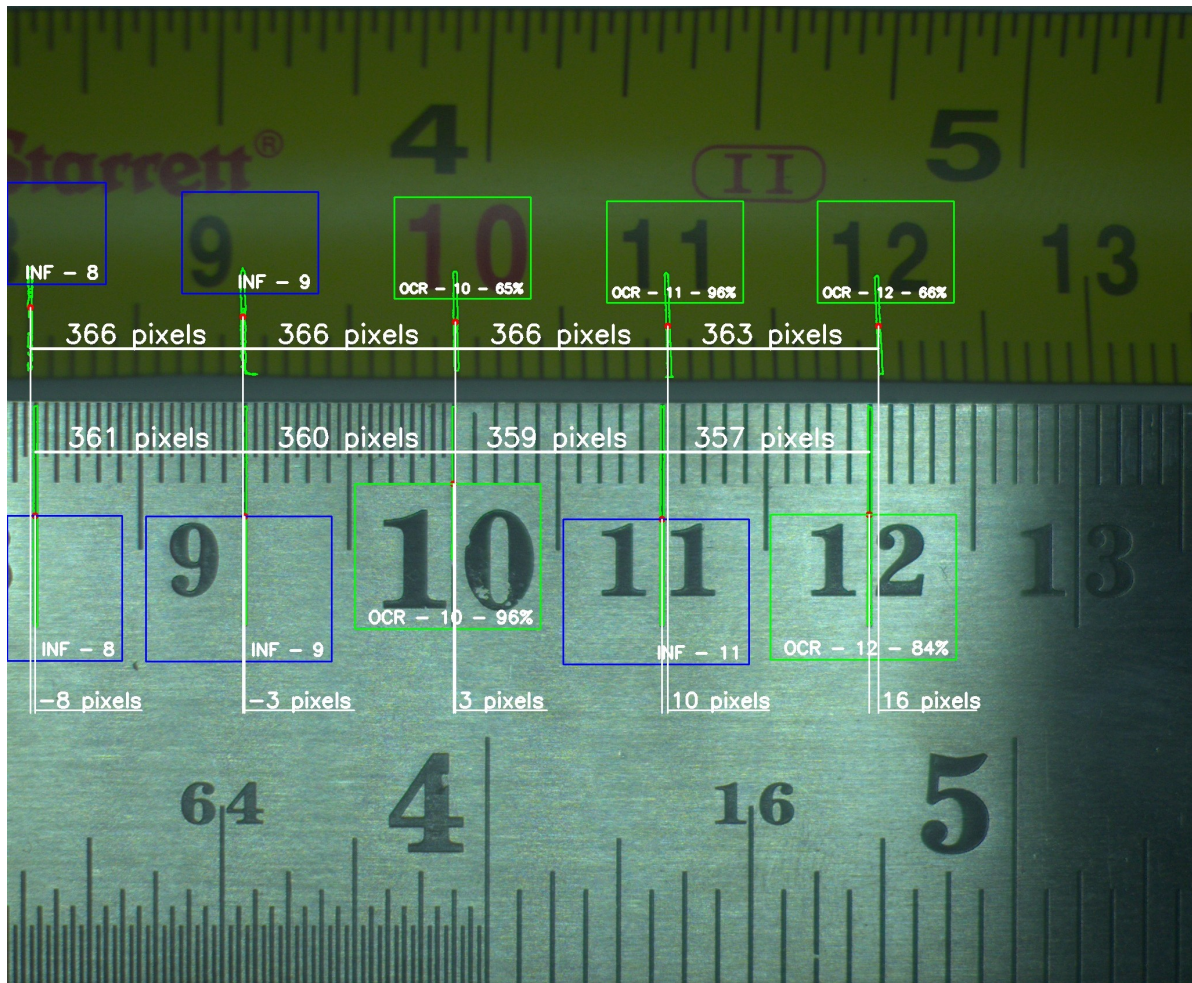 4 5
Starrett®
II
8 9 10 11 12 13
INF - 8 INF - 9 OCR - 10 - 65% OCR - 11 - 96% OCR - 12 - 66%
366 pixels 366 pixels 366 pixels 363 pixels
361 pixels 360 pixels 359 pixels 357 pixels
9 10 11 12 13
OCR - 10 - 96%
INF - 8 INF - 9 INF - 11 OCR - 12 - 84%
-8 pixels -3 pixels 3 pixels 10 pixels 16 pixels
64 4 16 5